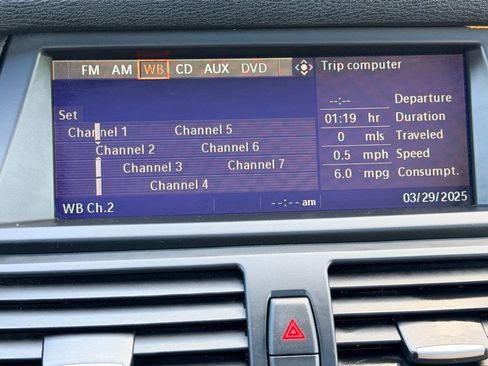 FM AM WB CD AUX DVD
Trip computer
--:-- Departure
01:19 hr Duration
0 mls Traveled
0.5 mph Speed
6.0 mpg Consumpt.
Set
Channel 1 Channel 5
Channel 2 Channel 6
Channel 3 Channel 7
Channel 4
WB Ch.2 --:-- am 03/29/2025